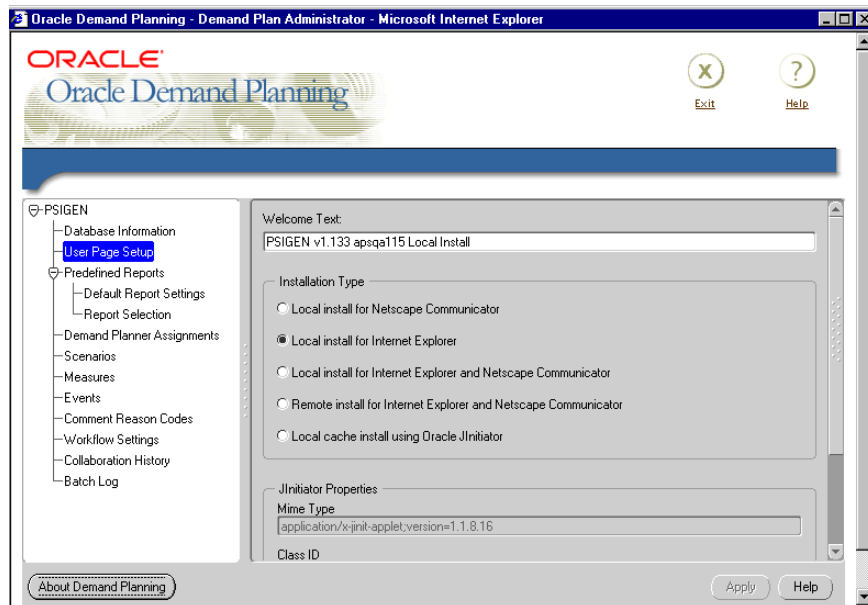 Oracle Demand Planning - Demand Plan Administrator - Microsoft Internet Explorer
ORACLE
Oracle Demand Planning
Exit
Help
PSIGEN
Database Information
User Page Setup
Predefined Reports
Default Report Settings
Report Selection
Demand Planner Assignments
Scenarios
Measures
Events
Comment Reason Codes
Workflow Settings
Collaboration History
Batch Log
Welcome Text:
PSIGEN v1.133 apsqa115 Local Install
Installation Type
Local install for Netscape Communicator
Local install for Internet Explorer
Local install for Internet Explorer and Netscape Communicator
Remote install for Internet Explorer and Netscape Communicator
Local cache install using Oracle JInitiator
JInitiator Properties
Mime Type
application/x-jinit-applet;version=1.1.8.16
Class ID
About Demand Planning
Apply
Help